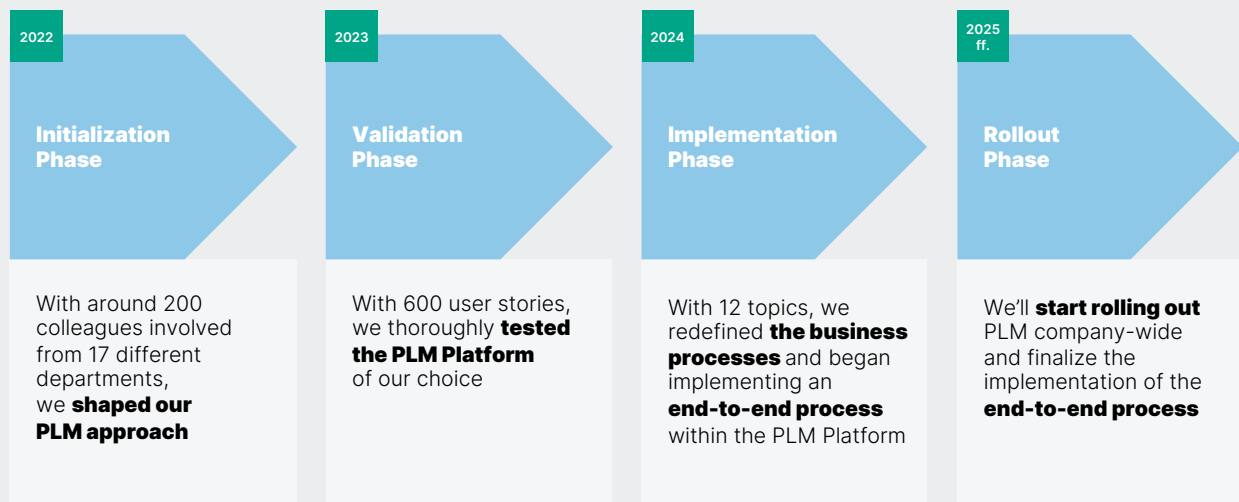 2022
Initialization
Phase
With around 200
colleagues involved
from 17 different
departments,
we shaped our
PLM approach
2023
Validation
Phase
With 600 user stories,
we thoroughly tested
the PLM Platform
of our choice
2024
Implementation
Phase
With 12 topics, we
redefined the business
processes and began
implementing an
end-to-end process
within the PLM Platform
2025
ff.
Rollout
Phase
We’ll start rolling out
PLM company-wide
and finalize the
implementation of the
end-to-end process